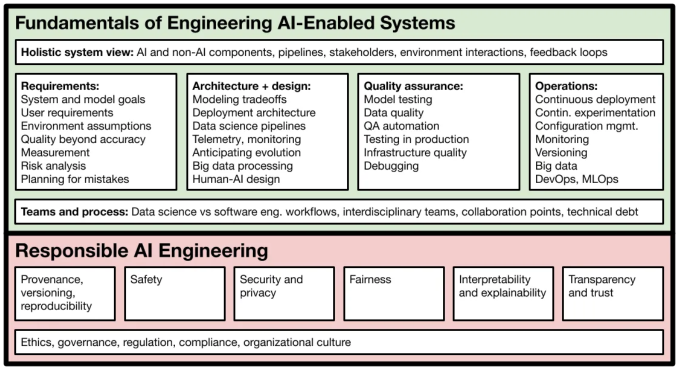 Fundamentals of Engineering AI-Enabled Systems
Holistic system view: AI and non-AI components, pipelines, stakeholders, environment interactions, feedback loops
Requirements:
System and model goals
User requirements
Environment assumptions
Quality beyond accuracy
Measurement
Risk analysis
Planning for mistakes
Architecture + design:
Modeling tradeoffs
Deployment architecture
Data science pipelines
Telemetry, monitoring
Anticipating evolution
Big data processing
Human-AI design
Quality assurance:
Model testing
Data quality
QA automation
Testing in production
Infrastructure quality
Debugging
Operations:
Continuous deployment
Contin. experimentation
Configuration mgmt.
Monitoring
Versioning
Big data
DevOps, MLOps
Teams and process: Data science vs software eng. workflows, interdisciplinary teams, collaboration points, technical debt
Responsible AI Engineering
Provenance,
versioning,
reproducibility
Safety
Security and
privacy
Fairness
Interpretability
and explainability
Transparency
and trust
Ethics, governance, regulation, compliance, organizational culture